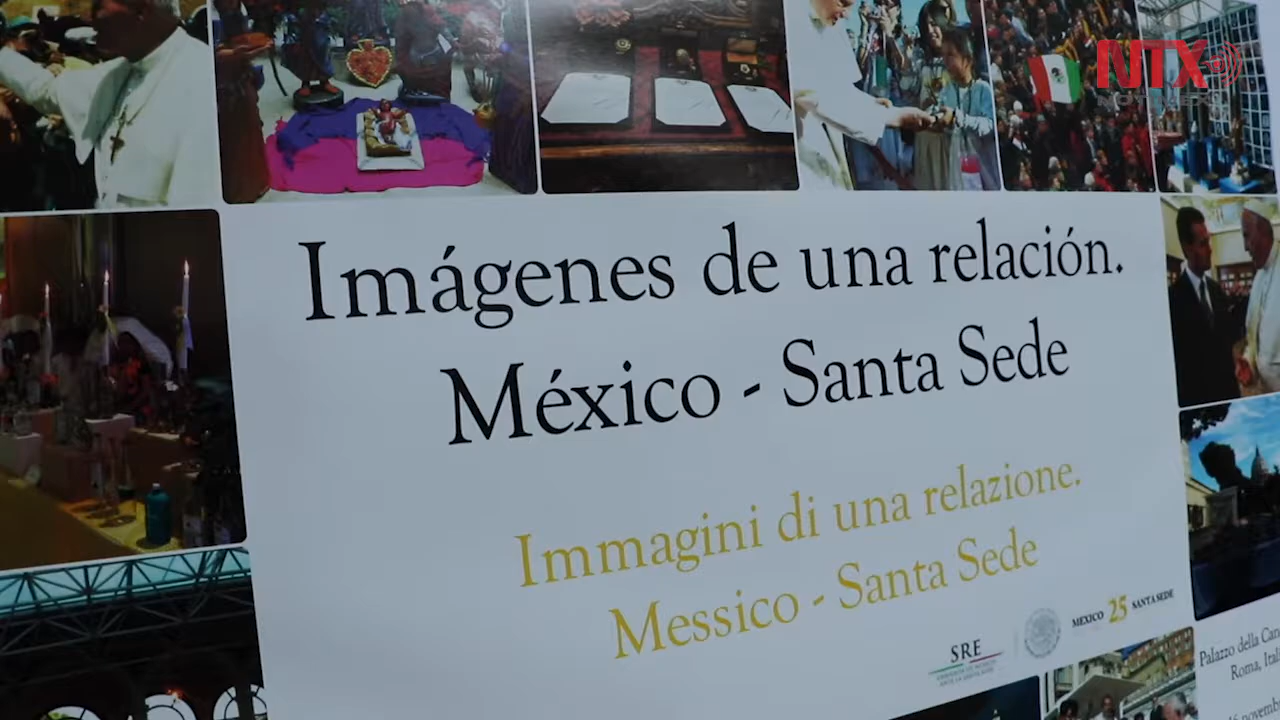 NTX
Imágenes de una relación.
México - Santa Sede
Immagini di una relazione.
Messico - Santa Sede
SRE
MEXICO 25 SANTA SEDE
Palazzo della
Roma,